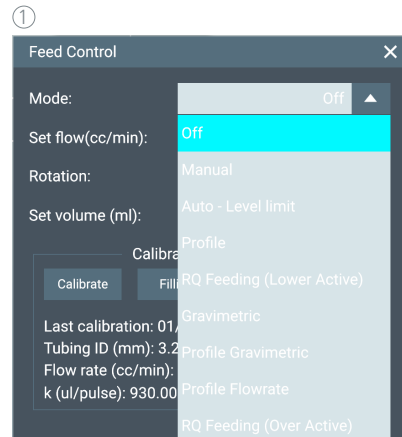 ①
Feed Control ×
Mode: Off
Set flow(cc/min): Off
Rotation: Manual
Set volume (ml): Auto - Level limit
Profile
Calibra
Calibrate Filli RQ Feeding (Lower Active)
Gravimetric
Last calibration: 01/
Tubing ID (mm): 3.2 Profile Gravimetric
Flow rate (cc/min):
k (ul/pulse): 930.00 Profile Flowrate
RQ Feeding (Over Active)